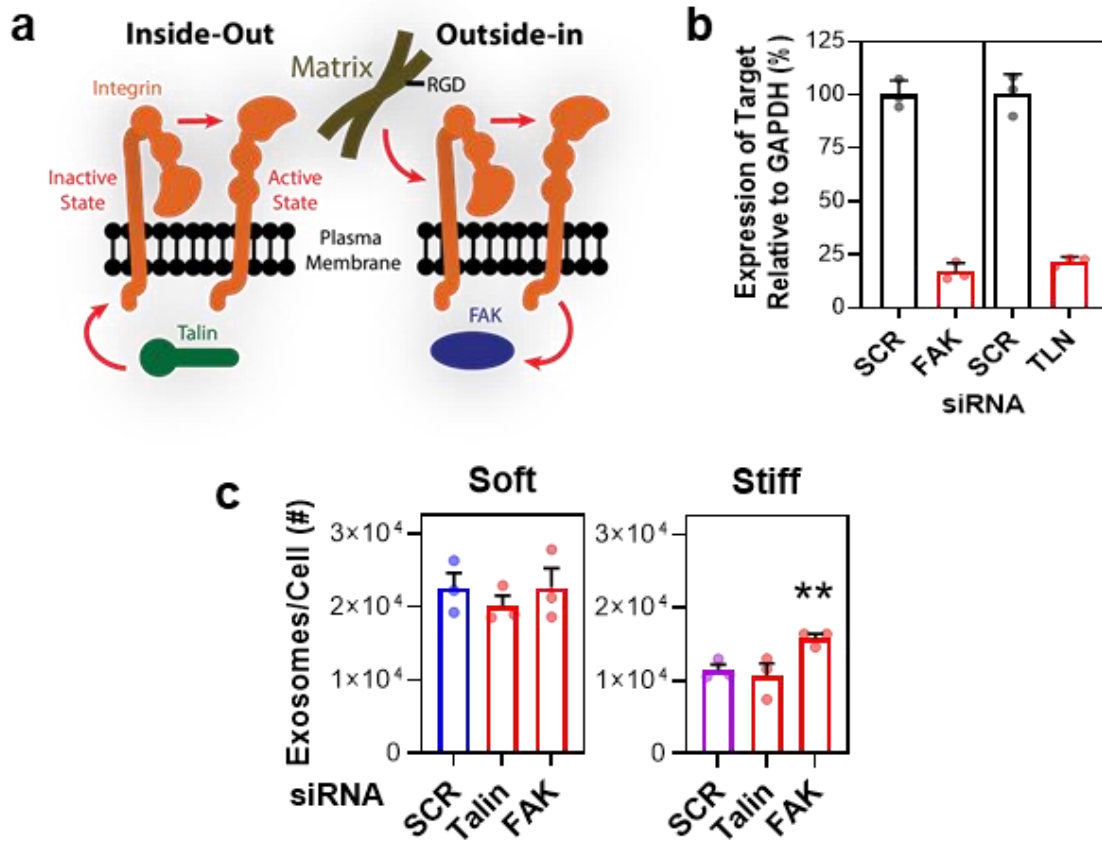 a
Inside-Out
Outside-in
Matrix
RGD
Integrin
Inactive
State
Active
State
Plasma
Membrane
Talin
FAK
b
Expression of Target
Relative to GAPDH (%)
125
100
75
50
25
0
SCR
FAK
SCR
TLN
siRNA
c
Soft
Exosomes/Cell (#)
3×10⁴
2×10⁴
1×10⁴
0
siRNA
SCR
Talin
FAK
Stiff
3×10⁴
2×10⁴
1×10⁴
0
**
SCR
Talin
FAK